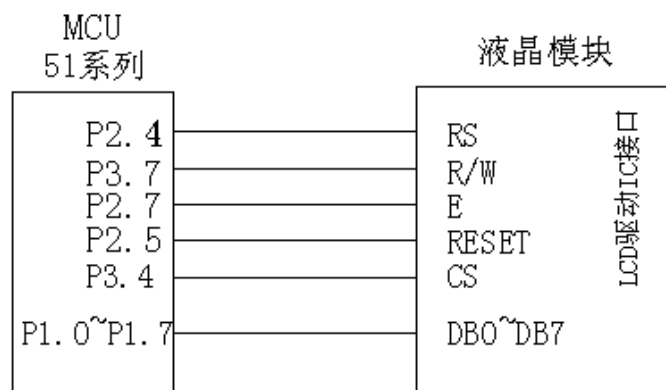 MCU
51系列
液晶模块
P2.4
RS
P3.7
R/W
P2.7
E
P2.5
RESET
P3.4
CS
P1.0~P1.7
DB0~DB7
LCD驱动IC接口